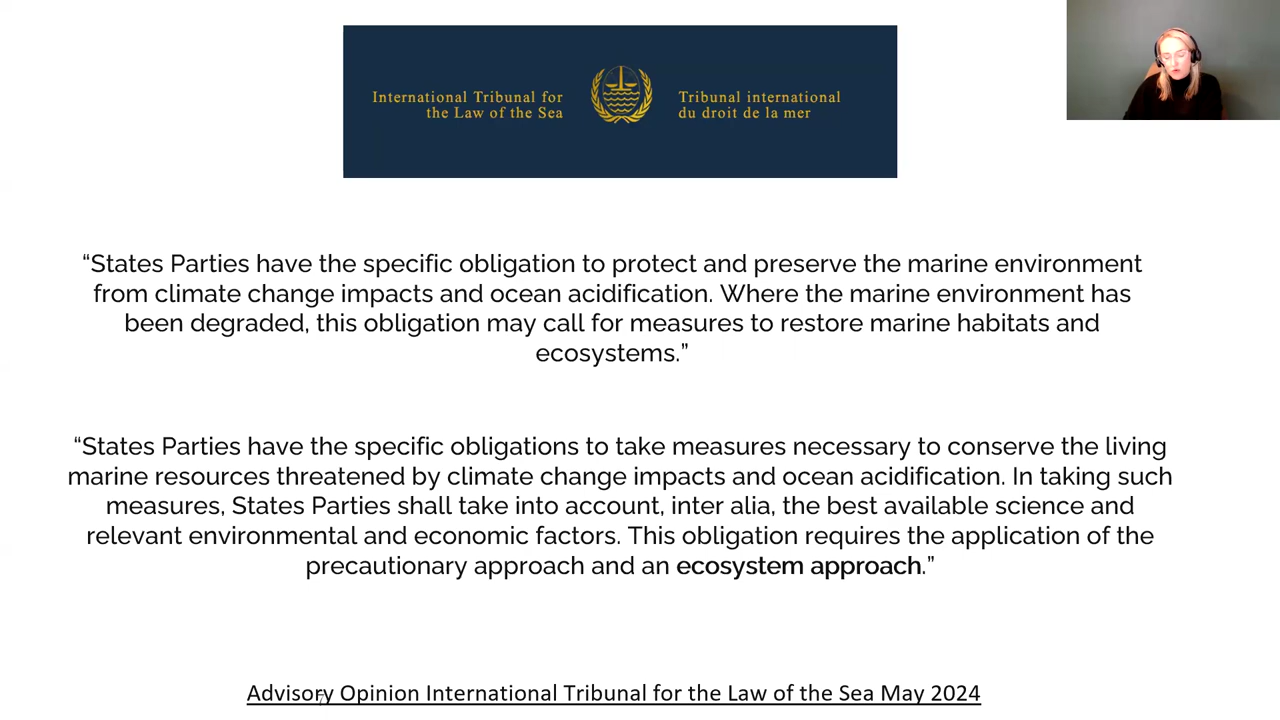 International Tribunal for
the Law of the Sea
Tribunal international
du droit de la mer
“States Parties have the specific obligation to protect and preserve the marine environment
from climate change impacts and ocean acidification. Where the marine environment has
been degraded, this obligation may call for measures to restore marine habitats and
ecosystems.”
“States Parties have the specific obligations to take measures necessary to conserve the living
marine resources threatened by climate change impacts and ocean acidification. In taking such
measures, States Parties shall take into account, inter alia, the best available science and
relevant environmental and economic factors. This obligation requires the application of the
precautionary approach and an ecosystem approach.”
Advisory Opinion International Tribunal for the Law of the Sea May 2024